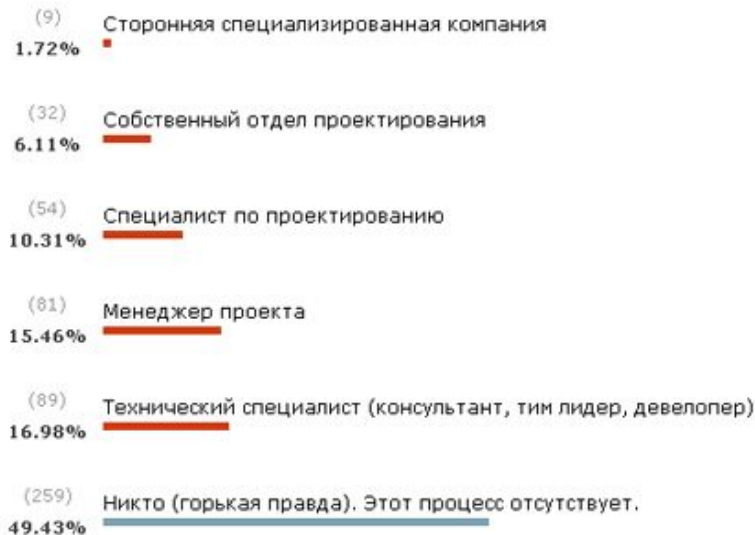 (9)
Сторонняя специализированная компания
1.72%
(32)
Собственный отдел проектирования
6.11%
(54)
Специалист по проектированию
10.31%
(81)
Менеджер проекта
15.46%
(89)
Технический специалист (консультант, тим лидер, девелопер)
16.98%
(259)
Никто (горькая правда). Этот процесс отсутствует.
49.43%